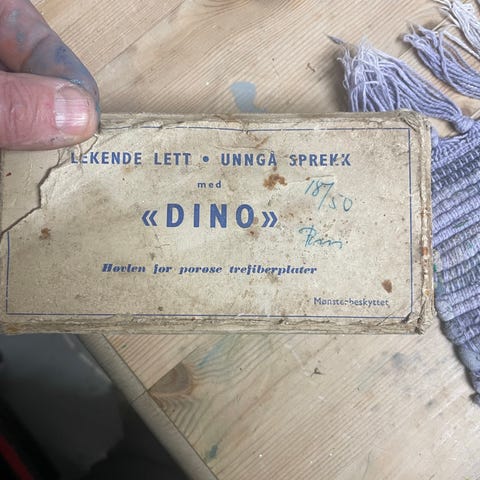 LEKENDE LETT • UNNGÅ SPREKK
med
«DINO»
Høvlen for porøse trefiberplater
Mønsterbeskyttet
18/50